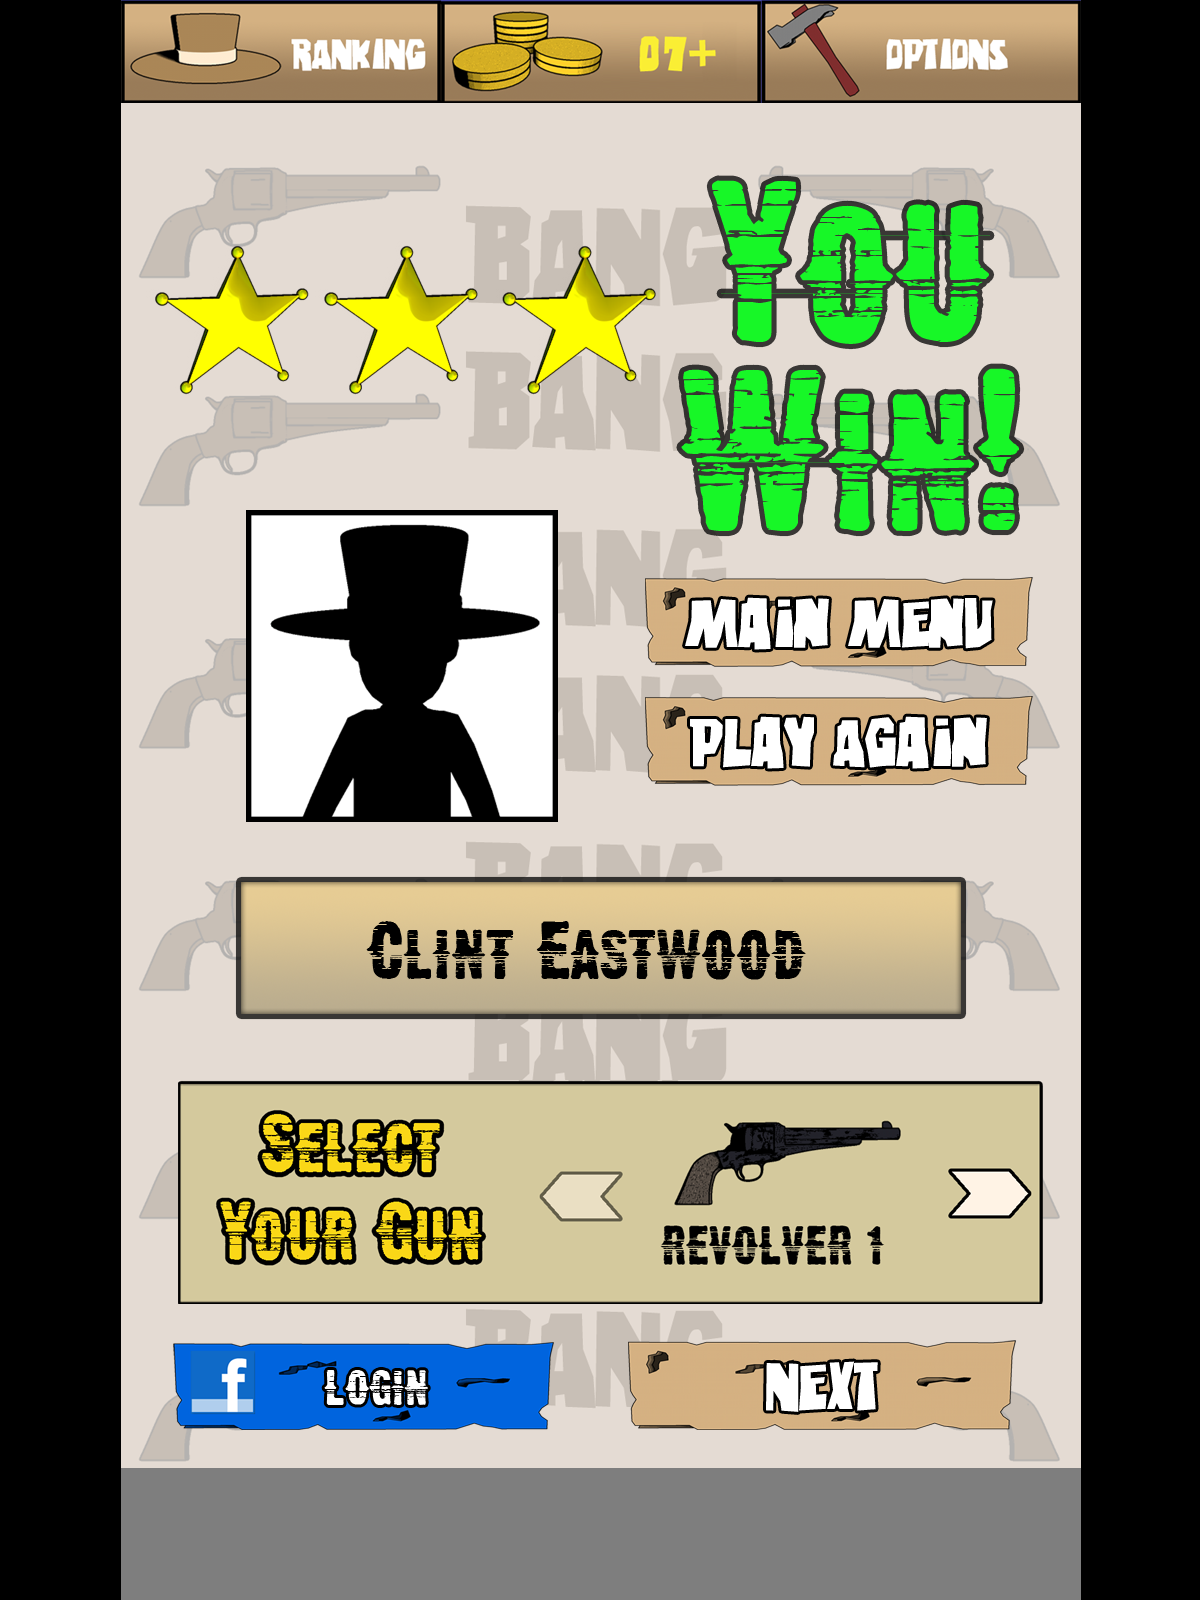 RANKING
07+
OPTIONS
BANG
YOU
WIN!
BANG
BANG
MAIN MENU
BANG
PLAY AGAIN
BANG
CLINT EASTWOOD
BANG
SELECT
YOUR GUN
REVOLVER 1
BANG
f LOGIN
NEXT